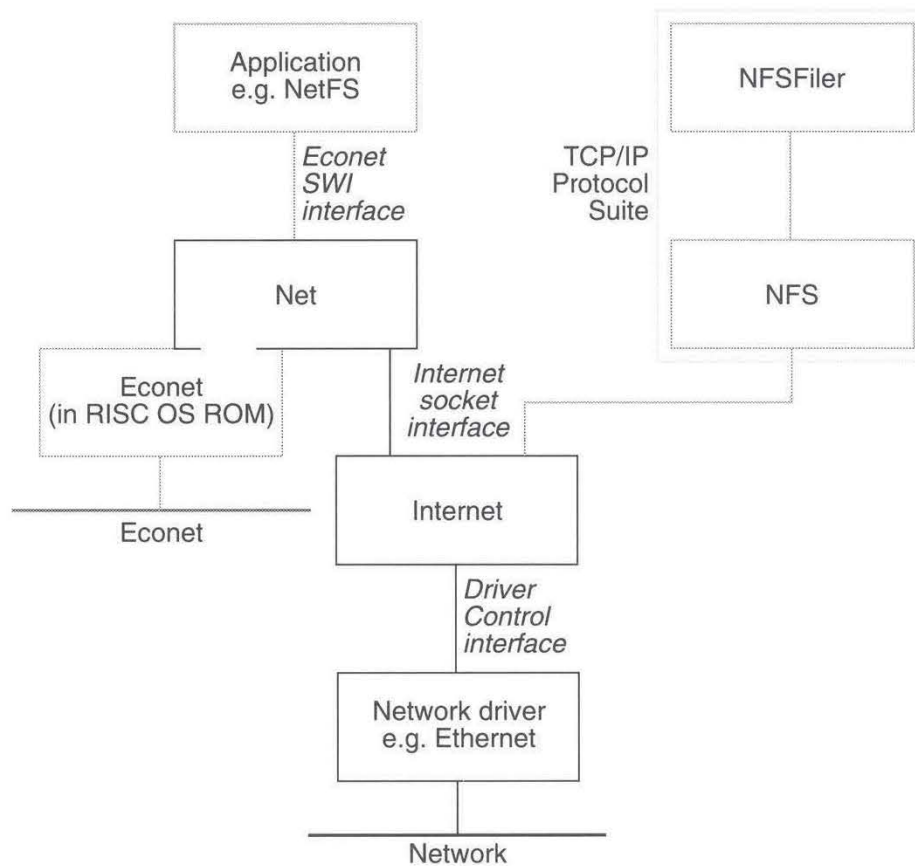 Application
e.g. NetFS
NFSFiler
Econet
SWI
interface
TCP/IP
Protocol
Suite
Net
NFS
Econet
(in RISC OS ROM)
Internet
socket
interface
Econet
Internet
Driver
Control
interface
Network driver
e.g. Ethernet
Network